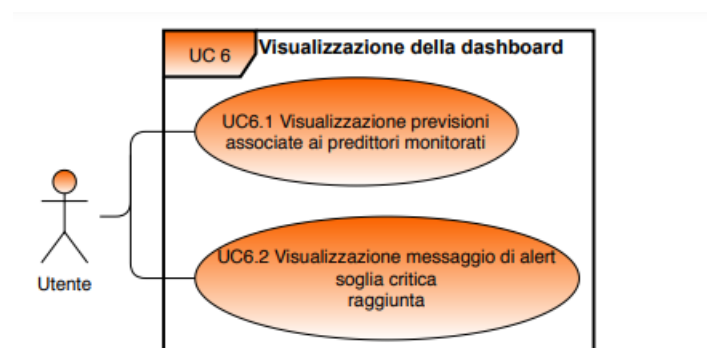 UC 6
Visualizzazione della dashboard
UC6.1 Visualizzazione previsioni
associate ai predittori monitorati
UC6.2 Visualizzazione messaggio di alert
soglia critica
raggiunta
Utente